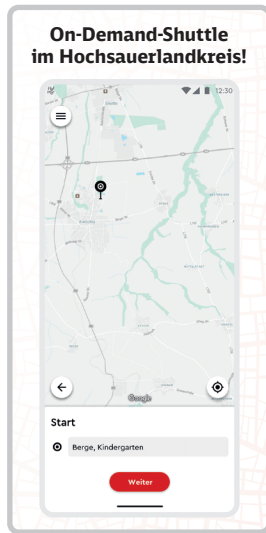 On-Demand-Shuttle
im Hochsauerlandkreis!
12:30
Google
Start
Berge, Kindergarten
Weiter